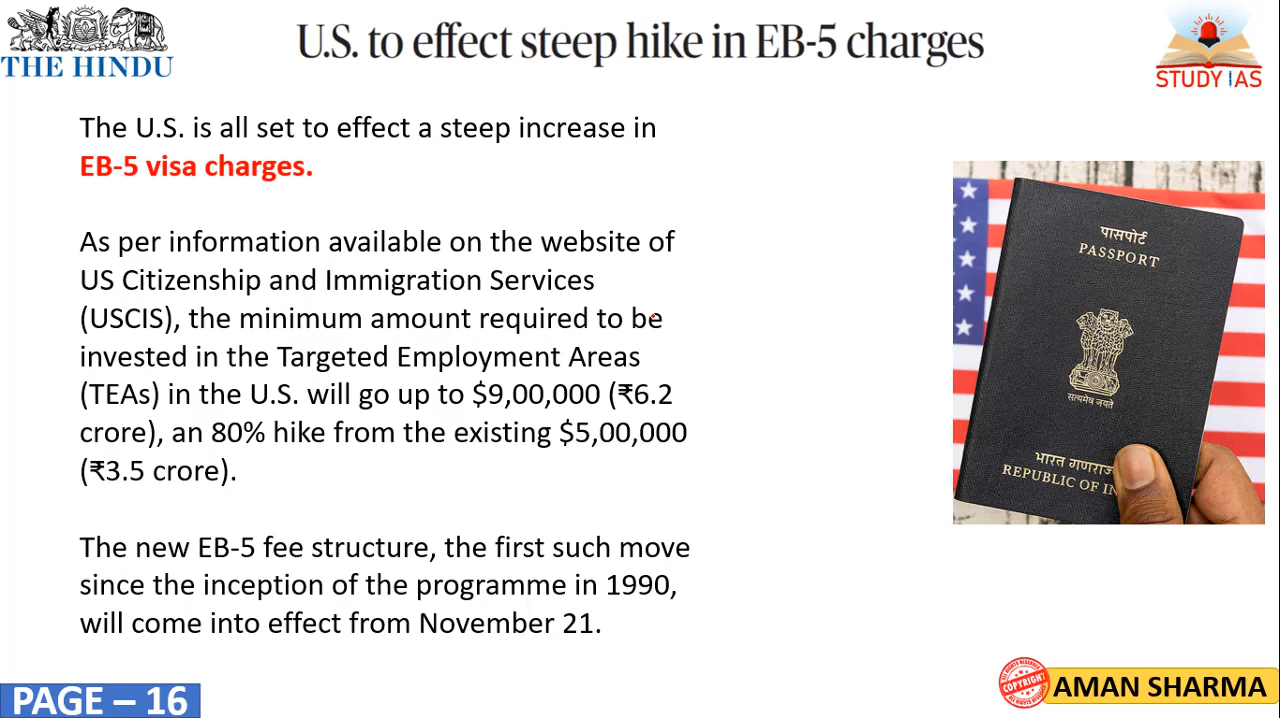 THE HINDU
U.S. to effect steep hike in EB-5 charges
STUDY IAS
The U.S. is all set to effect a steep increase in
EB-5 visa charges.
As per information available on the website of
US Citizenship and Immigration Services
(USCIS), the minimum amount required to be
invested in the Targeted Employment Areas
(TEAs) in the U.S. will go up to $9,00,000 (₹6.2
crore), an 80% hike from the existing $5,00,000
(₹3.5 crore).
The new EB-5 fee structure, the first such move
since the inception of the programme in 1990,
will come into effect from November 21.
पासपोर्ट
PASSPORT
सत्यमेव जयते
भारत गणराज
REPUBLIC OF IN
PAGE – 16
COPYRIGHT
AMAN SHARMA